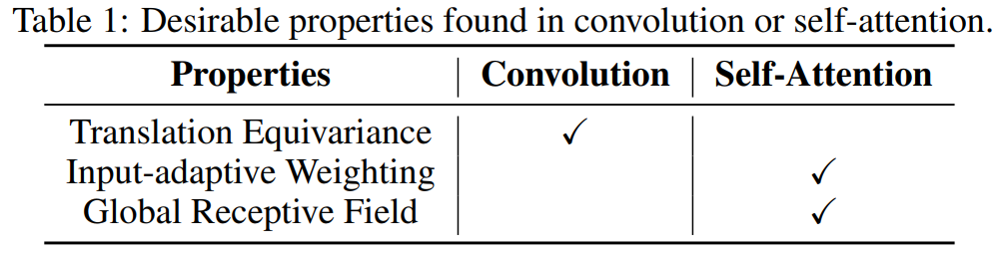 Table 1: Desirable properties found in convolution or self-attention.
Properties Convolution Self-Attention
Translation Equivariance ✓
Input-adaptive Weighting ✓
Global Receptive Field ✓